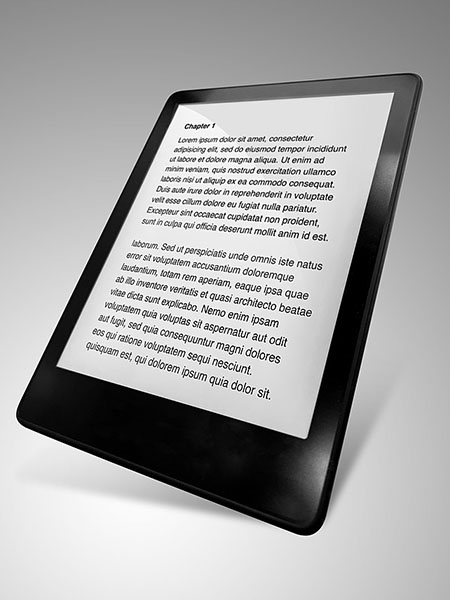 Chapter 1
Lorem ipsum dolor sit amet, consectetur
adipisicing elit, sed do eiusmod tempor incididunt
ut labore et dolore magna aliqua. Ut enim ad
minim veniam, quis nostrud exercitation ullamco
laboris nisi ut aliquip ex ea commodo consequat.
Duis aute irure dolor in reprehenderit in voluptate
velit esse cillum dolore eu fugiat nulla pariatur.
Excepteur sint occaecat cupidatat non proident,
sunt in culpa qui officia deserunt mollit anim id est.
laborum. Sed ut perspiciatis unde omnis iste natus
error sit voluptatem accusantium doloremque
laudantium, totam rem aperiam, eaque ipsa quae
ab illo inventore veritatis et quasi architecto beatae
vitae dicta sunt explicabo. Nemo enim ipsam
voluptatem quia voluptas sit aspernatur aut odit
aut fugit, sed quia consequuntur magni dolores
eos qui ratione voluptatem sequi nesciunt.
quisquam est, qui dolorem ipsum quia dolor sit.